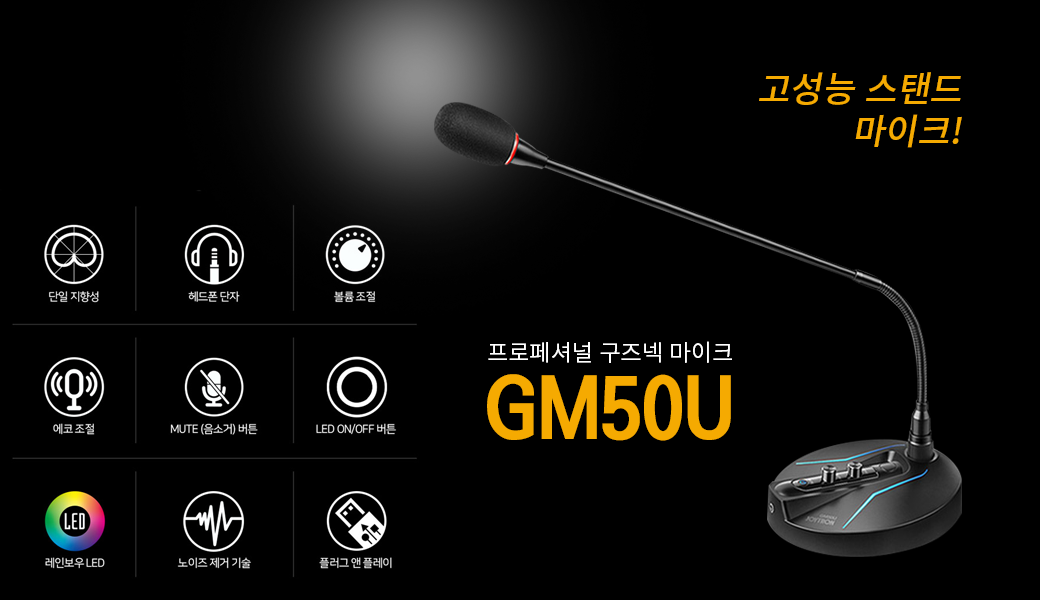 고성능 스탠드
마이크!
단일 지향성
헤드폰 단자
볼륨 조절
프로페셔널 구즈넥 마이크
GM50U
에코 조절
MUTE (음소거) 버튼
LED ON/OFF 버튼
LED
레인보우 LED
노이즈 제거 기술
플러그 앤 플레이